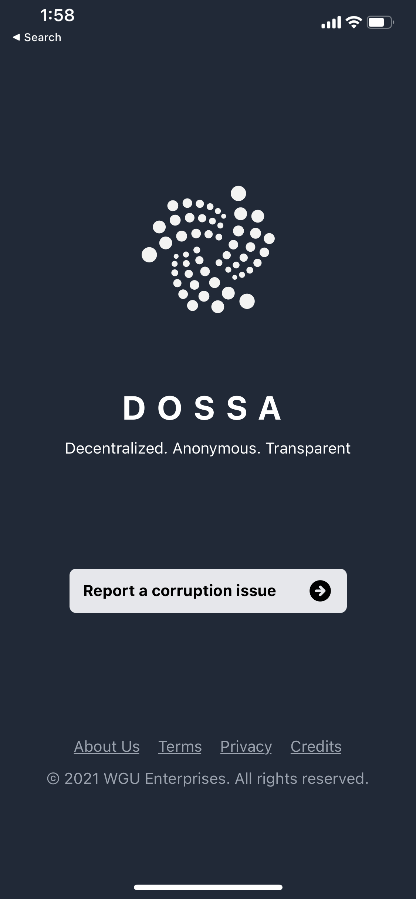 1:58
◀ Search
DOSSA
Decentralized. Anonymous. Transparent
Report a corruption issue
About Us Terms Privacy Credits
© 2021 WGU Enterprises. All rights reserved.